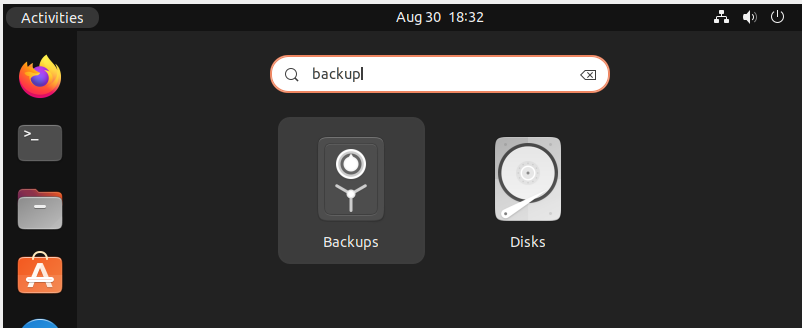 Activities
Aug 30 18:32
backup
>_
Backups
Disks